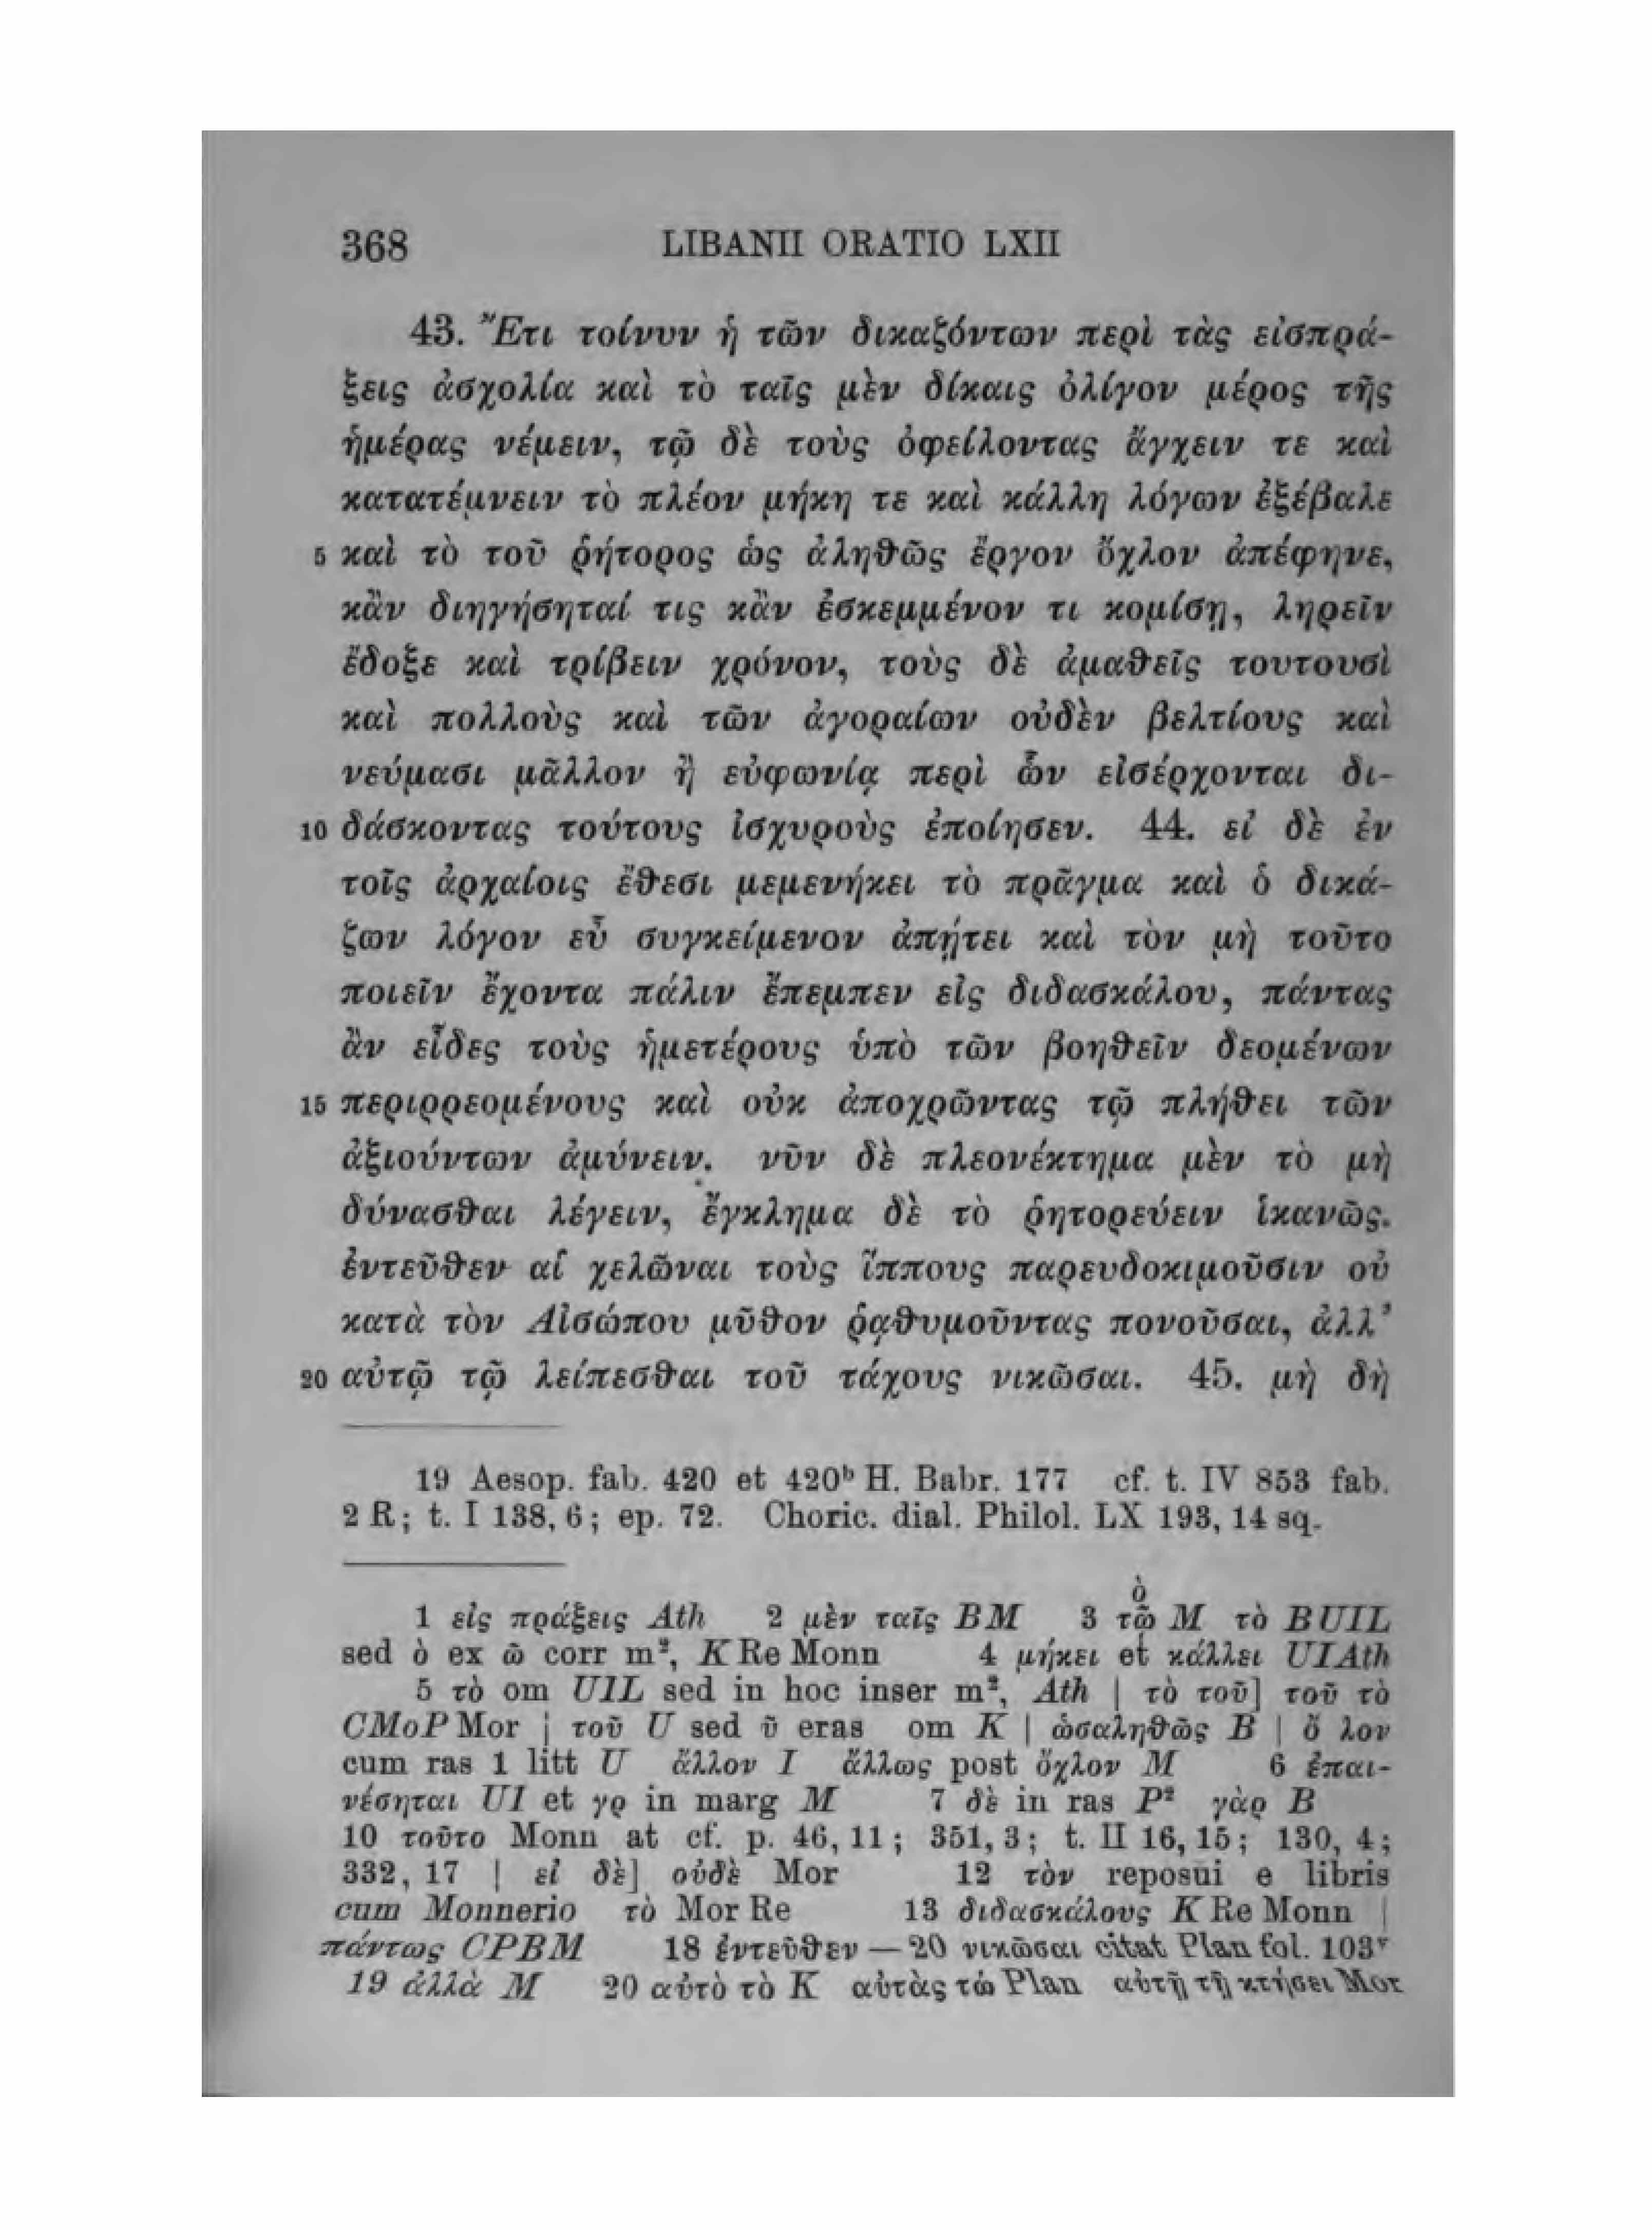 368 LIBANII ORATIO LXII
43. Ἔτι τοίνυν ἡ τῶν δικαζόντων περὶ τὰς εἰσπρά-
ξεις ἀσχολία καὶ τὸ ταῖς μὲν δίκαις ὀλίγον μέρος τῆς
ἡμέρας νέμειν, τῷ δὲ τοὺς ὀφείλοντας ἄγχειν τε καὶ
κατατέμνειν τὸ πλέον μήκη τε καὶ κάλλη λόγων ἐξέβαλε
5 καὶ τὸ τοῦ ῥήτορος ὡς ἀληθῶς ἔργον ὄχλον ἀπέφηνε,
κἂν διηγήσηταί τις κἂν ἐσκεμμένον τι κομίσῃ, ληρεῖν
ἔδοξε καὶ τρίβειν χρόνον, τοὺς δὲ ἀμαθεῖς τουτουσὶ
καὶ πολλοὺς καὶ τῶν ἀγοραίων οὐδὲν βελτίους καὶ
νεύμασι μᾶλλον ἢ εὐφωνίᾳ περὶ ὧν εἰσέρχονται δι-
10 δάσκοντας τούτους ἰσχυροὺς ἐποίησεν. 44. εἰ δὲ ἐν
τοῖς ἀρχαίοις ἔθεσι μεμενήκει τὸ πρᾶγμα καὶ ὁ δικά-
ζων λόγον εὖ συγκείμενον ἀπῄτει καὶ τὸν μὴ τοῦτο
ποιεῖν ἔχοντα πάλιν ἔπεμπεν εἰς διδασκάλου, πάντας
ἂν εἶδες τοὺς ἡμετέρους ὑπὸ τῶν βοηθεῖν δεομένων
15 περιρρεομένους καὶ οὐκ ἀποχρῶντας τῷ πλήθει τῶν
ἀξιούντων ἀμύνειν. νῦν δὲ πλεονέκτημα μὲν τὸ μὴ
δύνασθαι λέγειν, ἔγκλημα δὲ τὸ ῥητορεύειν ἱκανῶς.
ἐντεῦθεν αἱ χελῶναι τοὺς ἵππους παρευδοκιμοῦσιν οὐ
κατὰ τὸν Αἰσώπου μῦθον ῥᾳθυμοῦντας πονοῦσαι, ἀλλ’
20 αὐτῷ τῷ λείπεσθαι τοῦ τάχους νικῶσαι. 45. μὴ δὴ
19 Aesop. fab. 420 et 420ᵇ H. Babr. 177 cf. t. IV 853 fab.
2 R; t. I 138, 6; ep. 72. Choric. dial. Philol. LX 193, 14 sq.
1 εἰς πράξεις Ath 2 μὲν ταῖς BM 3 τῶ̀ͦ M τὸ BUIL
sed ὸ ex ῶ corr m², K Re Monn 4 μήκει et κάλλει UIAth
5 τὸ om UIL sed in hoc inser m², Ath | τὸ τοῦ] τοῦ τὸ
CMoP Mor | τοῦ U sed ῦ eras om K | ὡσαληθῶς B | ὄ λον
cum ras 1 litt U ἄλλον I ἄλλως post ὄχλον M 6 ἐπαι-
νέσηται UI et γρ in marg M 7 δὲ in ras P² γὰρ B
10 τοῦτο Monn at cf. p. 46, 11; 351, 3; t. II 16, 15; 130, 4;
332, 17 | εἰ δὲ] οὐδὲ Mor 12 τὸν reposui e libris
cum Monnerio τὸ Mor Re 13 διδασκάλους K Re Monn |
πάντως CPBM 18 ἐντεῦθεν — 20 νικῶσαι citat Plan fol. 103ʳ
19 ἀλλὰ M 20 αὐτὸ τὸ K αὐτὰς τῶ Plan αὐτῇ τῇ κτήσει Mor